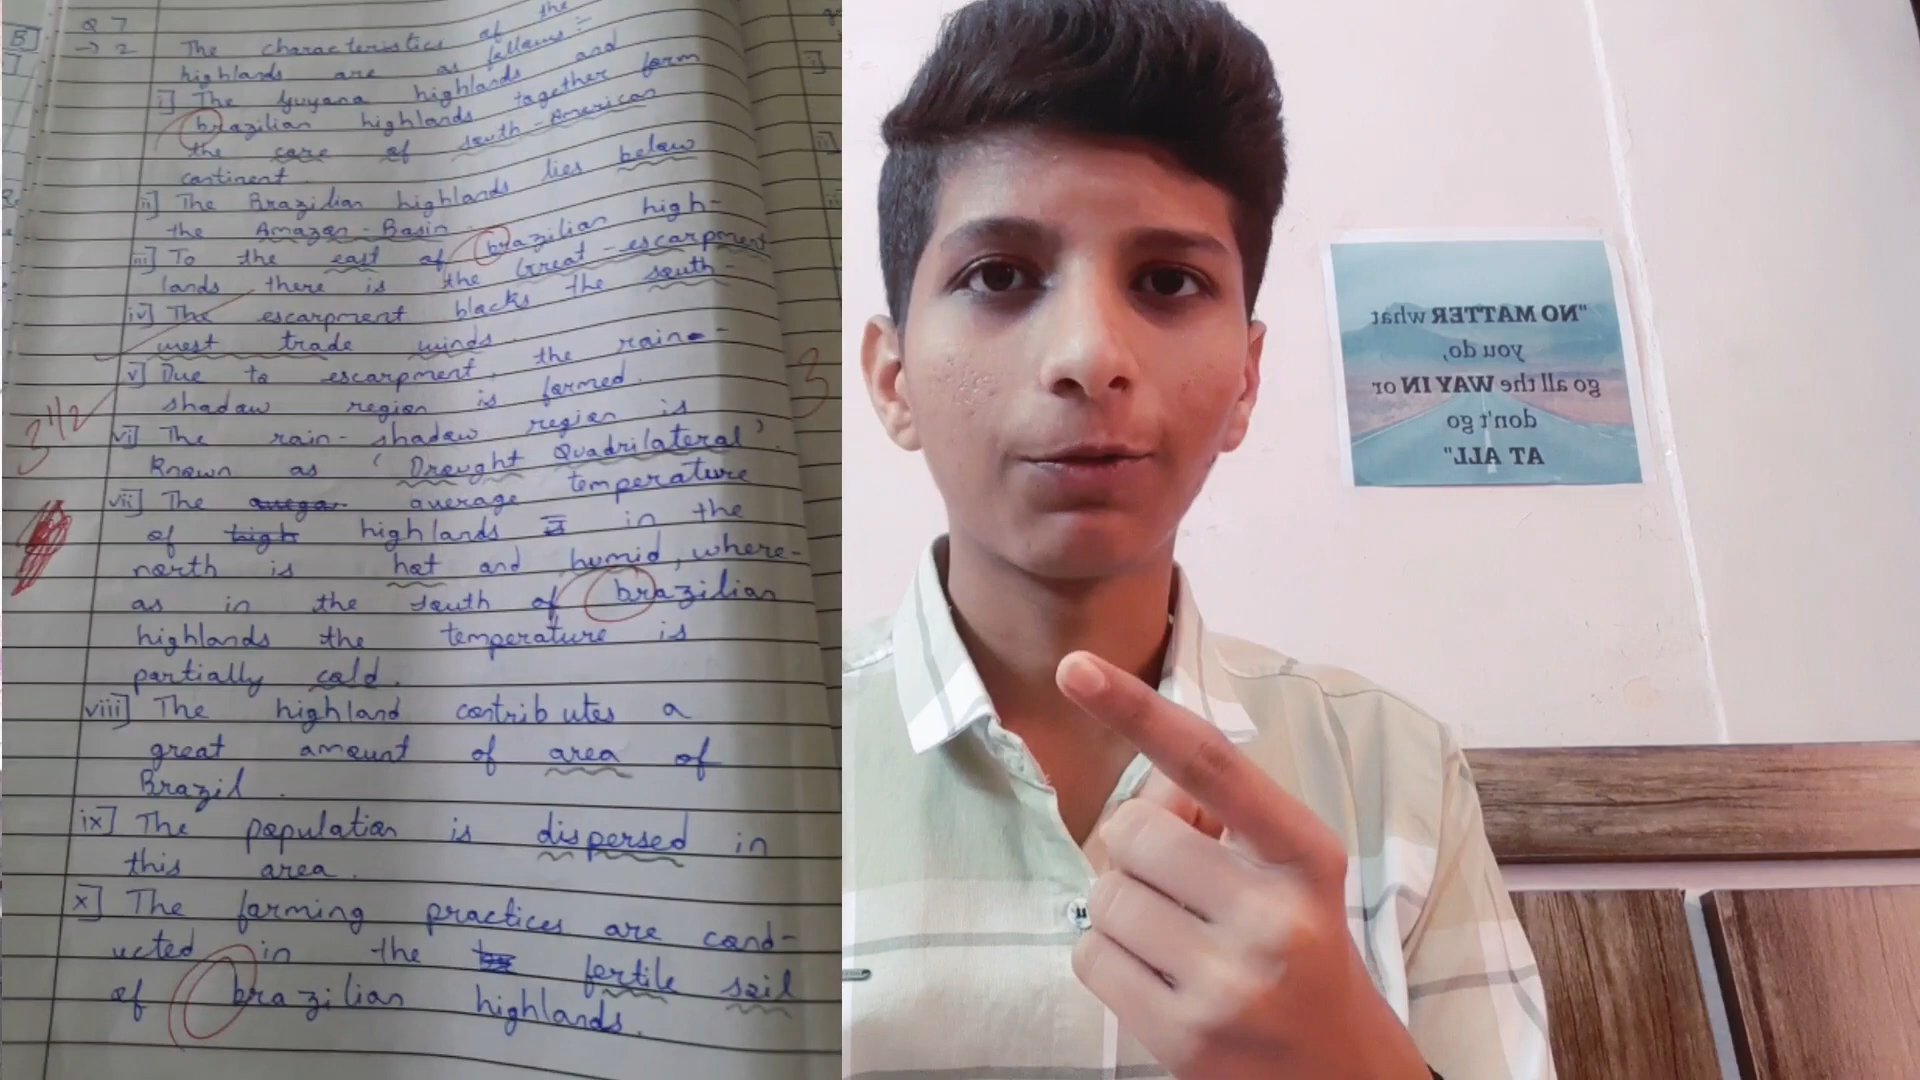 Q 7
→ 2 The characteristics of the
highlands are as follows :-
i] The Guyana highlands and
brazilian highlands together form
the core of south-American
continent.
ii] The Brazilian highlands lies below
the Amazon-Basin.
iii] To the east of brazilian high-
lands there is the Great-escarpment
iv] The escarpment blocks the south-
west trade winds.
v] Due to escarpment, the rain-
shadow region is formed.
vi] The rain-shadow region is
known as 'Drought Quadrilateral'.
vii] The average temperature
of highlands in the
north is hot and humid, where-
as in the south of brazilian
highlands the temperature is
partially cold.
viii] The highland contributes a
great amount of area of
Brazil.
ix] The population is dispersed in
this area.
x] The farming practices are cond-
ucted in the fertile soil
of brazilian highlands.
3 1/2
3
B]
i]
ii]
"NO MATTER what
you do,
go all the WAY IN or
don't go
AT ALL"